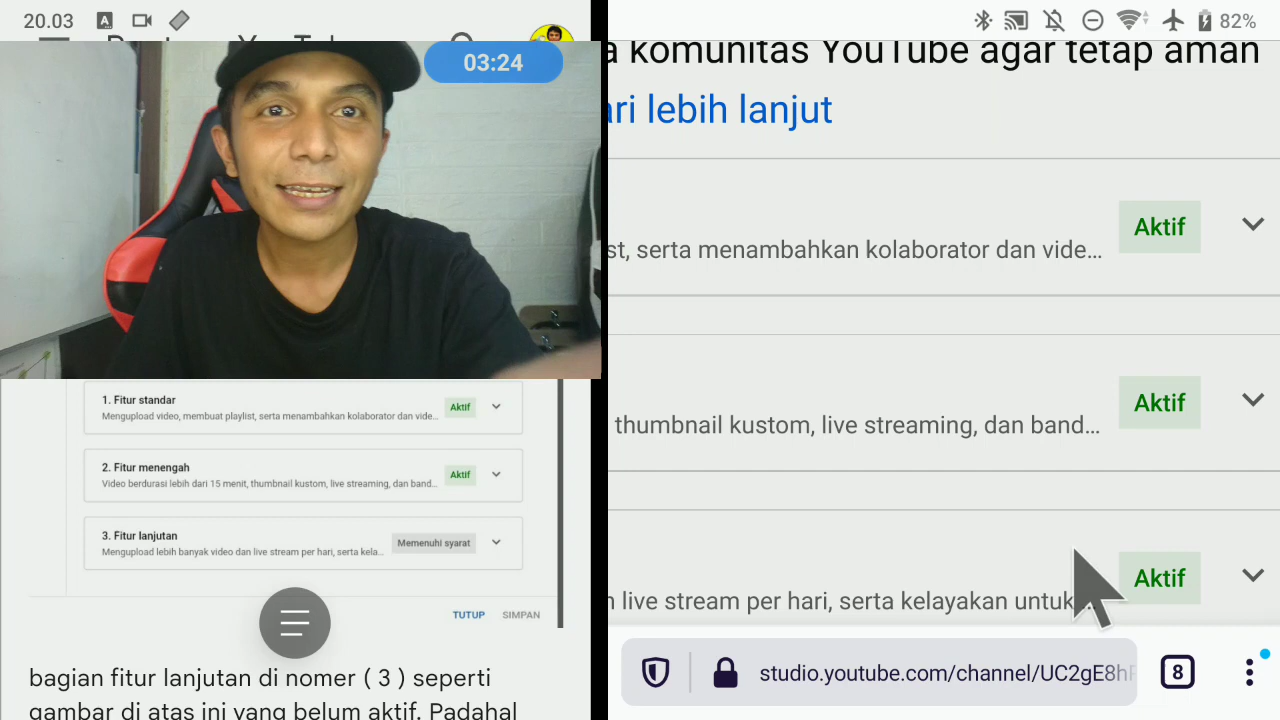 20.03
A
82%
03:24
komunitas YouTube agar tetap aman
lebih lanjut
Aktif
serta menambahkan kolaborator dan vide...
Aktif
thumbnail kustom, live streaming, dan band...
Aktif
live stream per hari, serta kelayakan untuk...
studio.youtube.com/channel/UC2gE8h
8
1. Fitur standar
Mengupload video, membuat playlist, serta menambahkan kolaborator dan vide...
Aktif
2. Fitur menengah
Video berdurasi lebih dari 15 menit, thumbnail kustom, live streaming, dan band...
Aktif
3. Fitur lanjutan
Mengupload lebih banyak video dan live stream per hari, serta kela...
Memenuhi syarat
TUTUP SIMPAN
bagian fitur lanjutan di nomer ( 3 ) seperti
gambar di atas ini yang belum aktif. Padahal